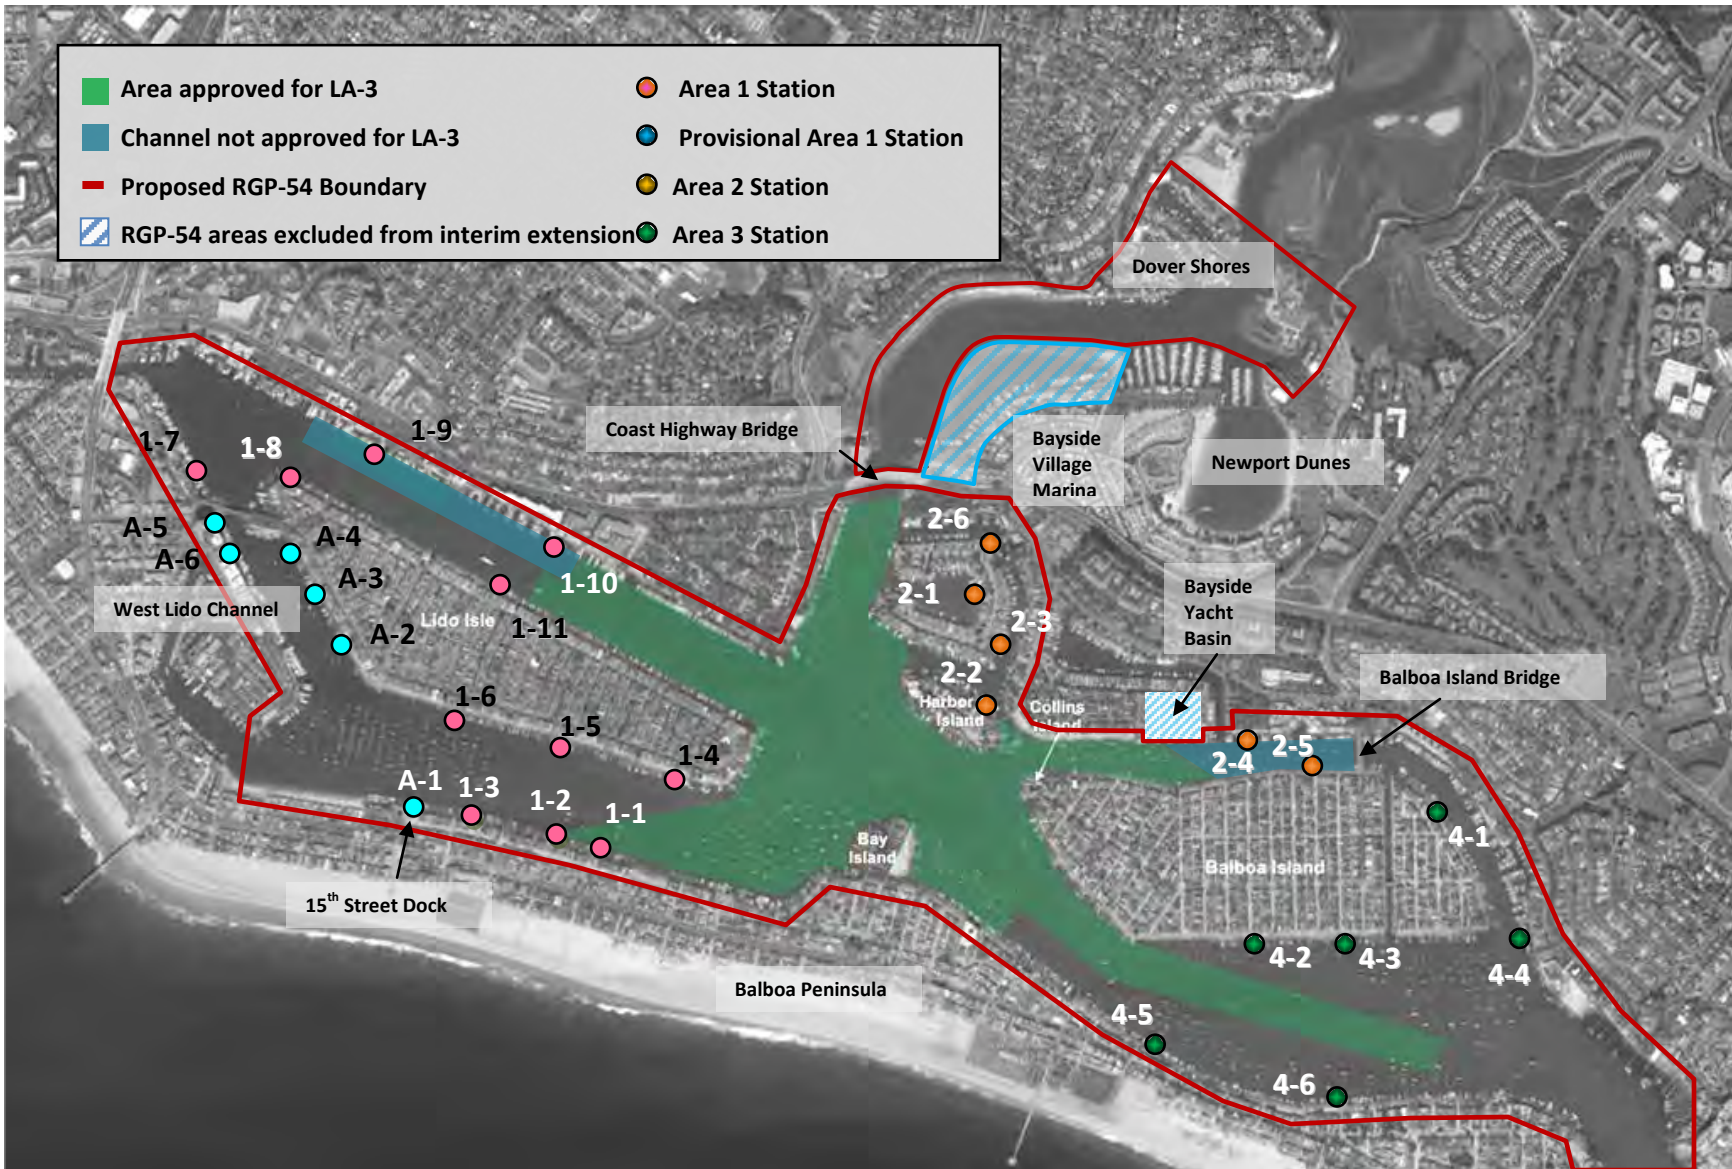 Area approved for LA-3
Channel not approved for LA-3
Proposed RGP-54 Boundary
RGP-54 areas excluded from interim extension
Area 1 Station
Provisional Area 1 Station
Area 2 Station
Area 3 Station
Dover Shores
Coast Highway Bridge
Bayside
Village
Marina
Newport Dunes
1-9
1-7
1-8
A-5
A-6
A-4
A-3
West Lido Channel
Lido Isle
A-2
1-10
1-11
2-6
2-1
2-3
2-2
Harbor
Island
Collins
Island
Bayside
Yacht
Basin
Balboa Island Bridge
1-6
1-5
1-4
2-4
2-5
A-1
1-3
1-2
1-1
4-1
Bay
Island
Balboa Island
15th Street Dock
4-2
4-3
4-4
Balboa Peninsula
4-5
4-6